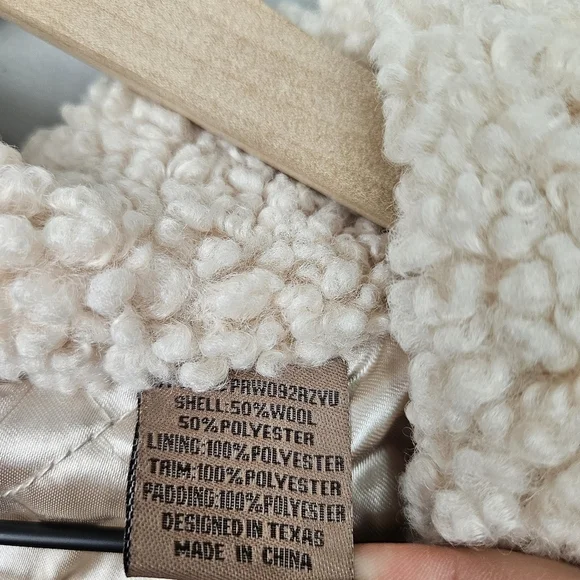 PRW092RZVU
SHELL:50%WOOL
50%POLYESTER
LINING:100%POLYESTER
TRIM:100%POLYESTER
PADDING:100%POLYESTER
DESIGNED IN TEXAS
MADE IN CHINA